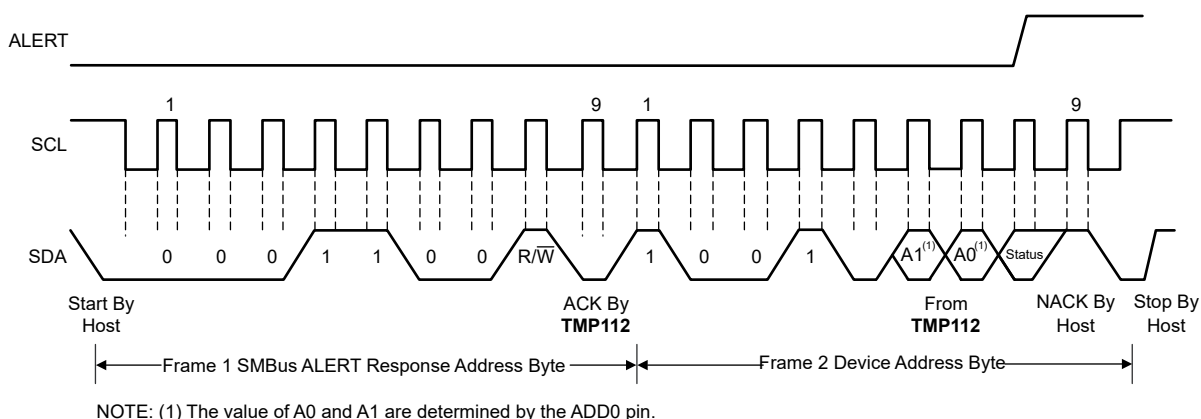 ALERT
1 9 1 9
SCL
SDA 0 0 0 1 1 0 0 R/W̅ 1 0 0 1 A1(1) A0(1) Status
Start By Host
ACK By TMP112
From TMP112
NACK By Host
Stop By Host
Frame 1 SMBus ALERT Response Address Byte
Frame 2 Device Address Byte
NOTE: (1) The value of A0 and A1 are determined by the ADD0 pin.